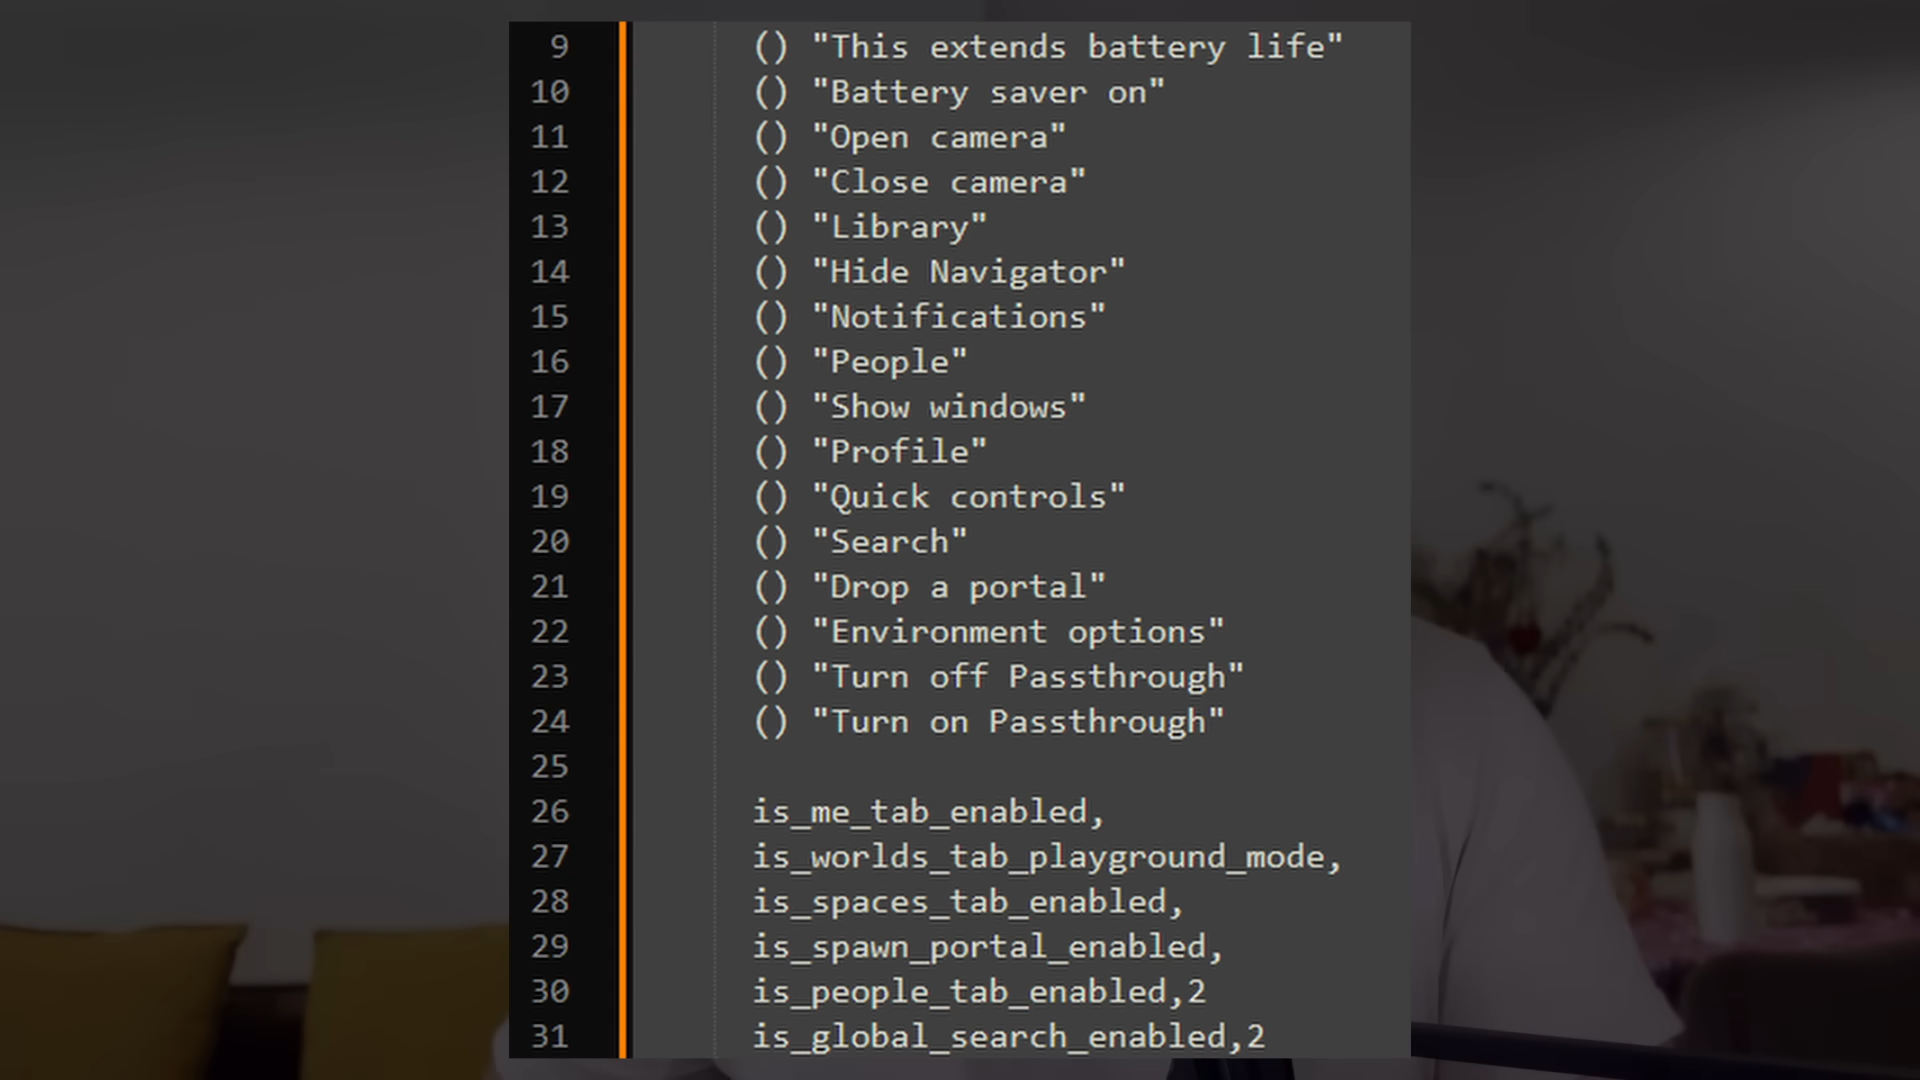 9 () "This extends battery life"
10 () "Battery saver on"
11 () "Open camera"
12 () "Close camera"
13 () "Library"
14 () "Hide Navigator"
15 () "Notifications"
16 () "People"
17 () "Show windows"
18 () "Profile"
19 () "Quick controls"
20 () "Search"
21 () "Drop a portal"
22 () "Environment options"
23 () "Turn off Passthrough"
24 () "Turn on Passthrough"
25
26 is_me_tab_enabled,
27 is_worlds_tab_playground_mode,
28 is_spaces_tab_enabled,
29 is_spawn_portal_enabled,
30 is_people_tab_enabled,2
31 is_global_search_enabled,2